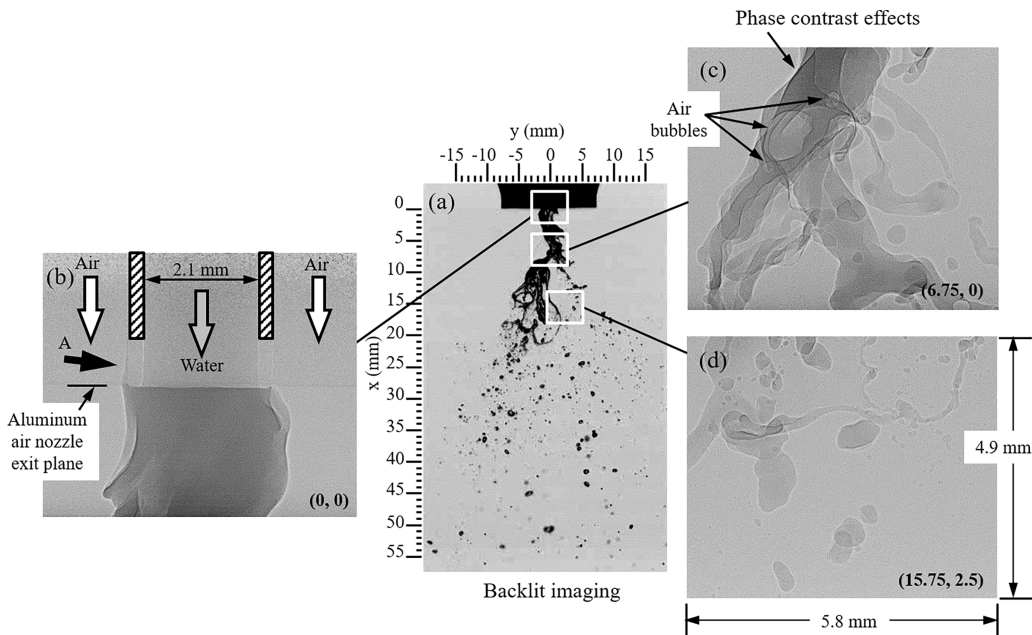 Phase contrast effects
(c)
Air
bubbles
(6.75, 0)
y (mm)
-15 -10 -5 0 5 10 15
(a)
0
5
10
15
20
25
30
35
40
45
50
55
x (mm)
Backlit imaging
(b)
Air
2.1 mm
Air
A
Water
Aluminum
air nozzle
exit plane
(0, 0)
(d)
4.9 mm
(15.75, 2.5)
5.8 mm